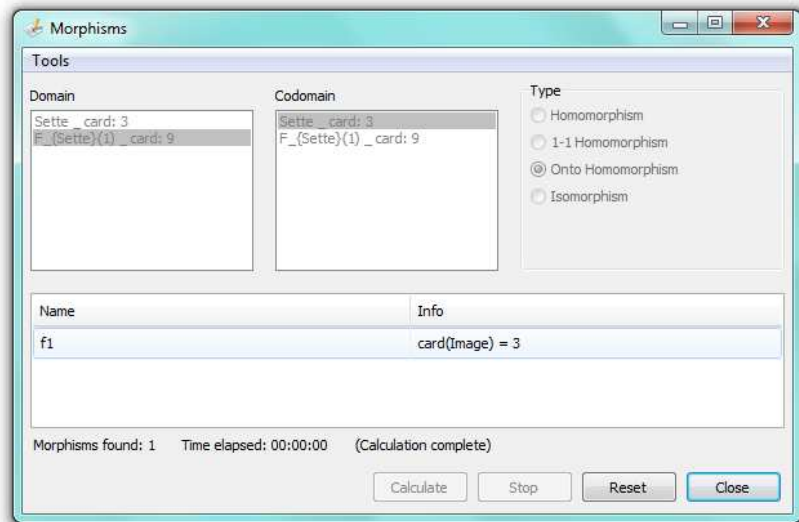 Morphisms
Tools
Domain
Codomain
Type
Sette _ card: 3
F_{Sette}(1) _ card: 9
Sette _ card: 3
F_{Sette}(1) _ card: 9
Homomorphism
1-1 Homomorphism
Onto Homomorphism
Isomorphism
Name Info
f1 card(Image) = 3
Morphisms found: 1 Time elapsed: 00:00:00 (Calculation complete)
Calculate Stop Reset Close